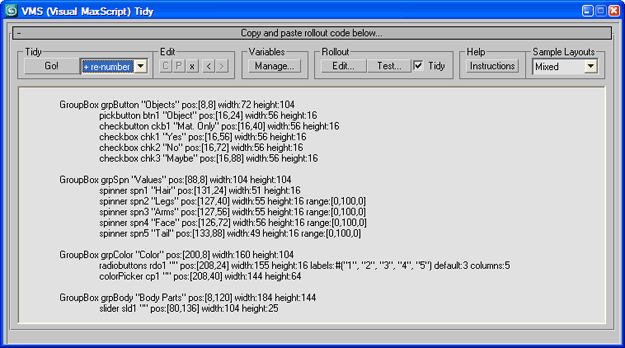 VMS (Visual MaxScript) Tidy
- Copy and paste rollout code below...
Tidy Edit Variables Rollout Help Sample Layouts
Go! + re-number C P x < > Manage... Edit... Test... Tidy Instructions Mixed
GroupBox grpButton "Objects" pos:[8,8] width:72 height:104
pickbutton btn1 "Object" pos:[16,24] width:56 height:16
checkbutton ckb1 "Mat. Only" pos:[16,40] width:56 height:16
checkbox chk1 "Yes" pos:[16,56] width:56 height:16
checkbox chk2 "No" pos:[16,72] width:56 height:16
checkbox chk3 "Maybe" pos:[16,88] width:56 height:16
GroupBox grpSpn "Values" pos:[88,8] width:104 height:104
spinner spn1 "Hair" pos:[131,24] width:51 height:16
spinner spn2 "Legs" pos:[127,40] width:55 height:16 range:[0,100,0]
spinner spn3 "Arms" pos:[127,56] width:55 height:16 range:[0,100,0]
spinner spn4 "Face" pos:[126,72] width:56 height:16 range:[0,100,0]
spinner spn5 "Tail" pos:[133,88] width:49 height:16 range:[0,100,0]
GroupBox grpColor "Color" pos:[200,8] width:160 height:104
radiobuttons rdo1 "" pos:[208,24] width:155 height:16 labels:#("1", "2", "3", "4", "5") default:3 columns:5
colorPicker cp1 "" pos:[208,40] width:144 height:64
GroupBox grpBody "Body Parts" pos:[8,120] width:184 height:144
slider sld1 "" pos:[80,136] width:104 height:25